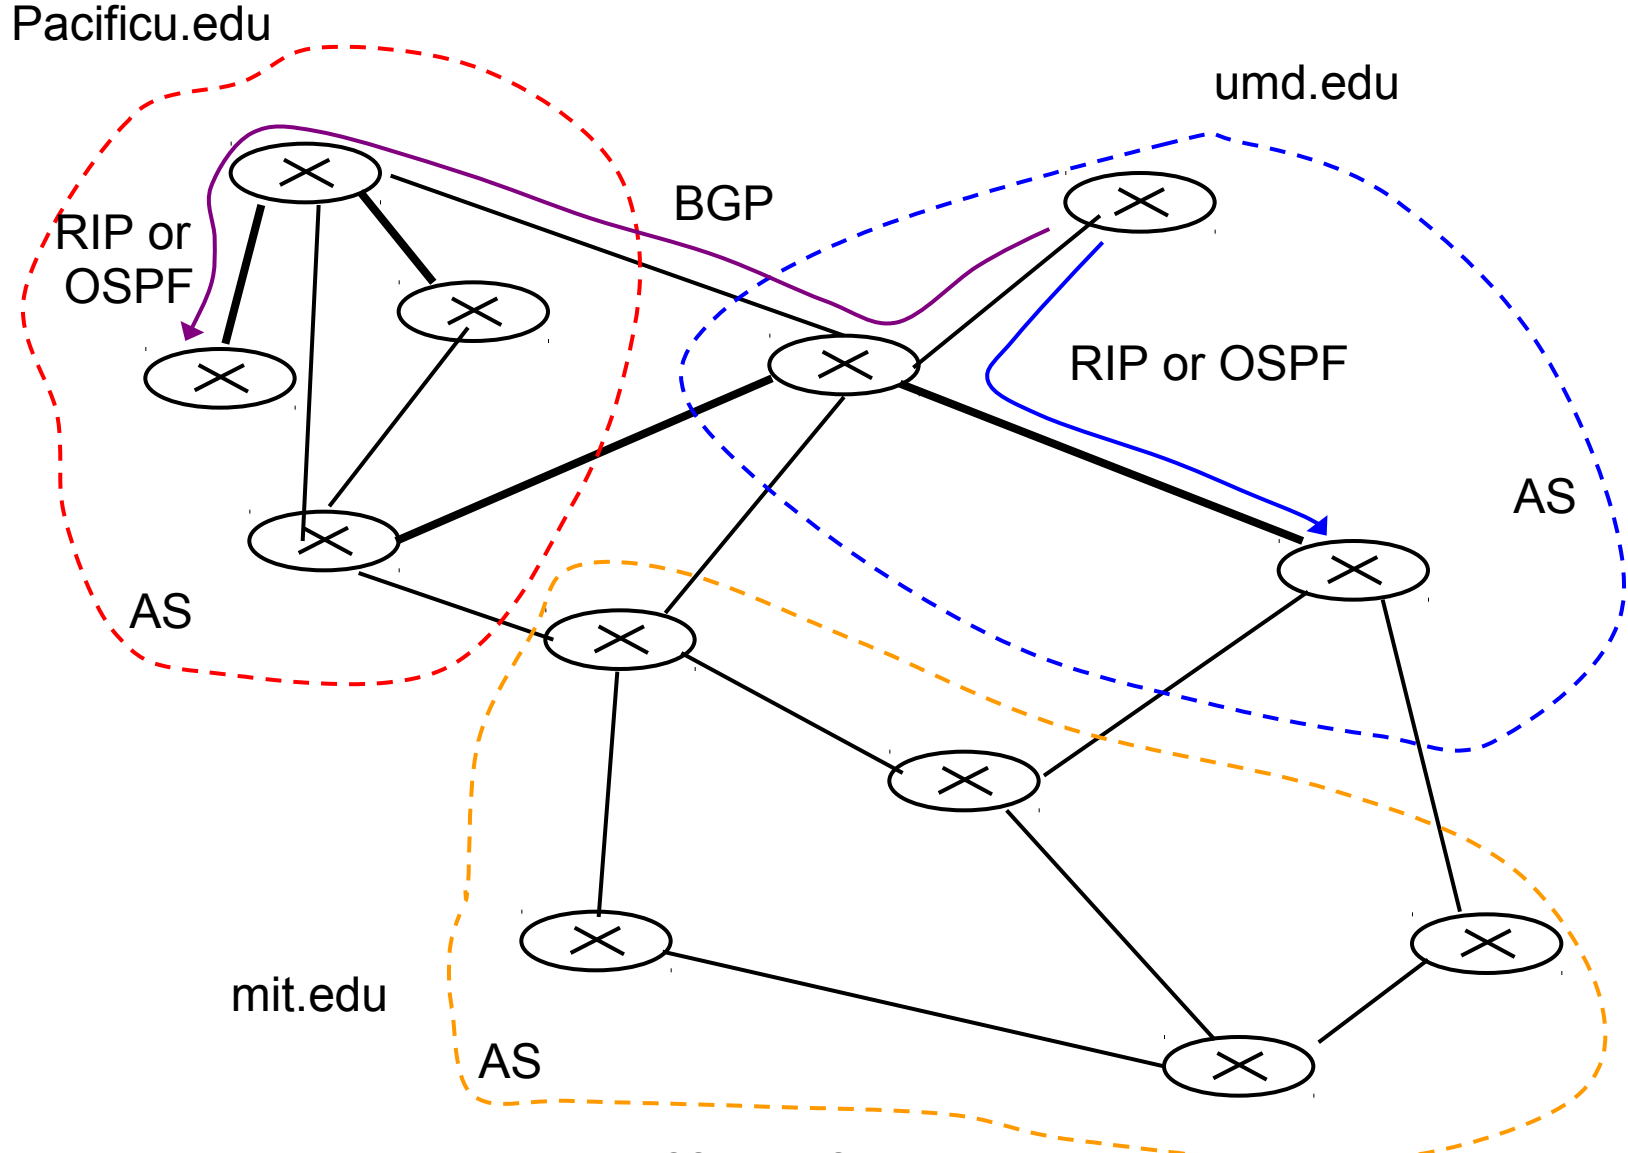 Pacificu.edu
umd.edu
BGP
RIP or
OSPF
RIP or OSPF
AS
AS
mit.edu
AS